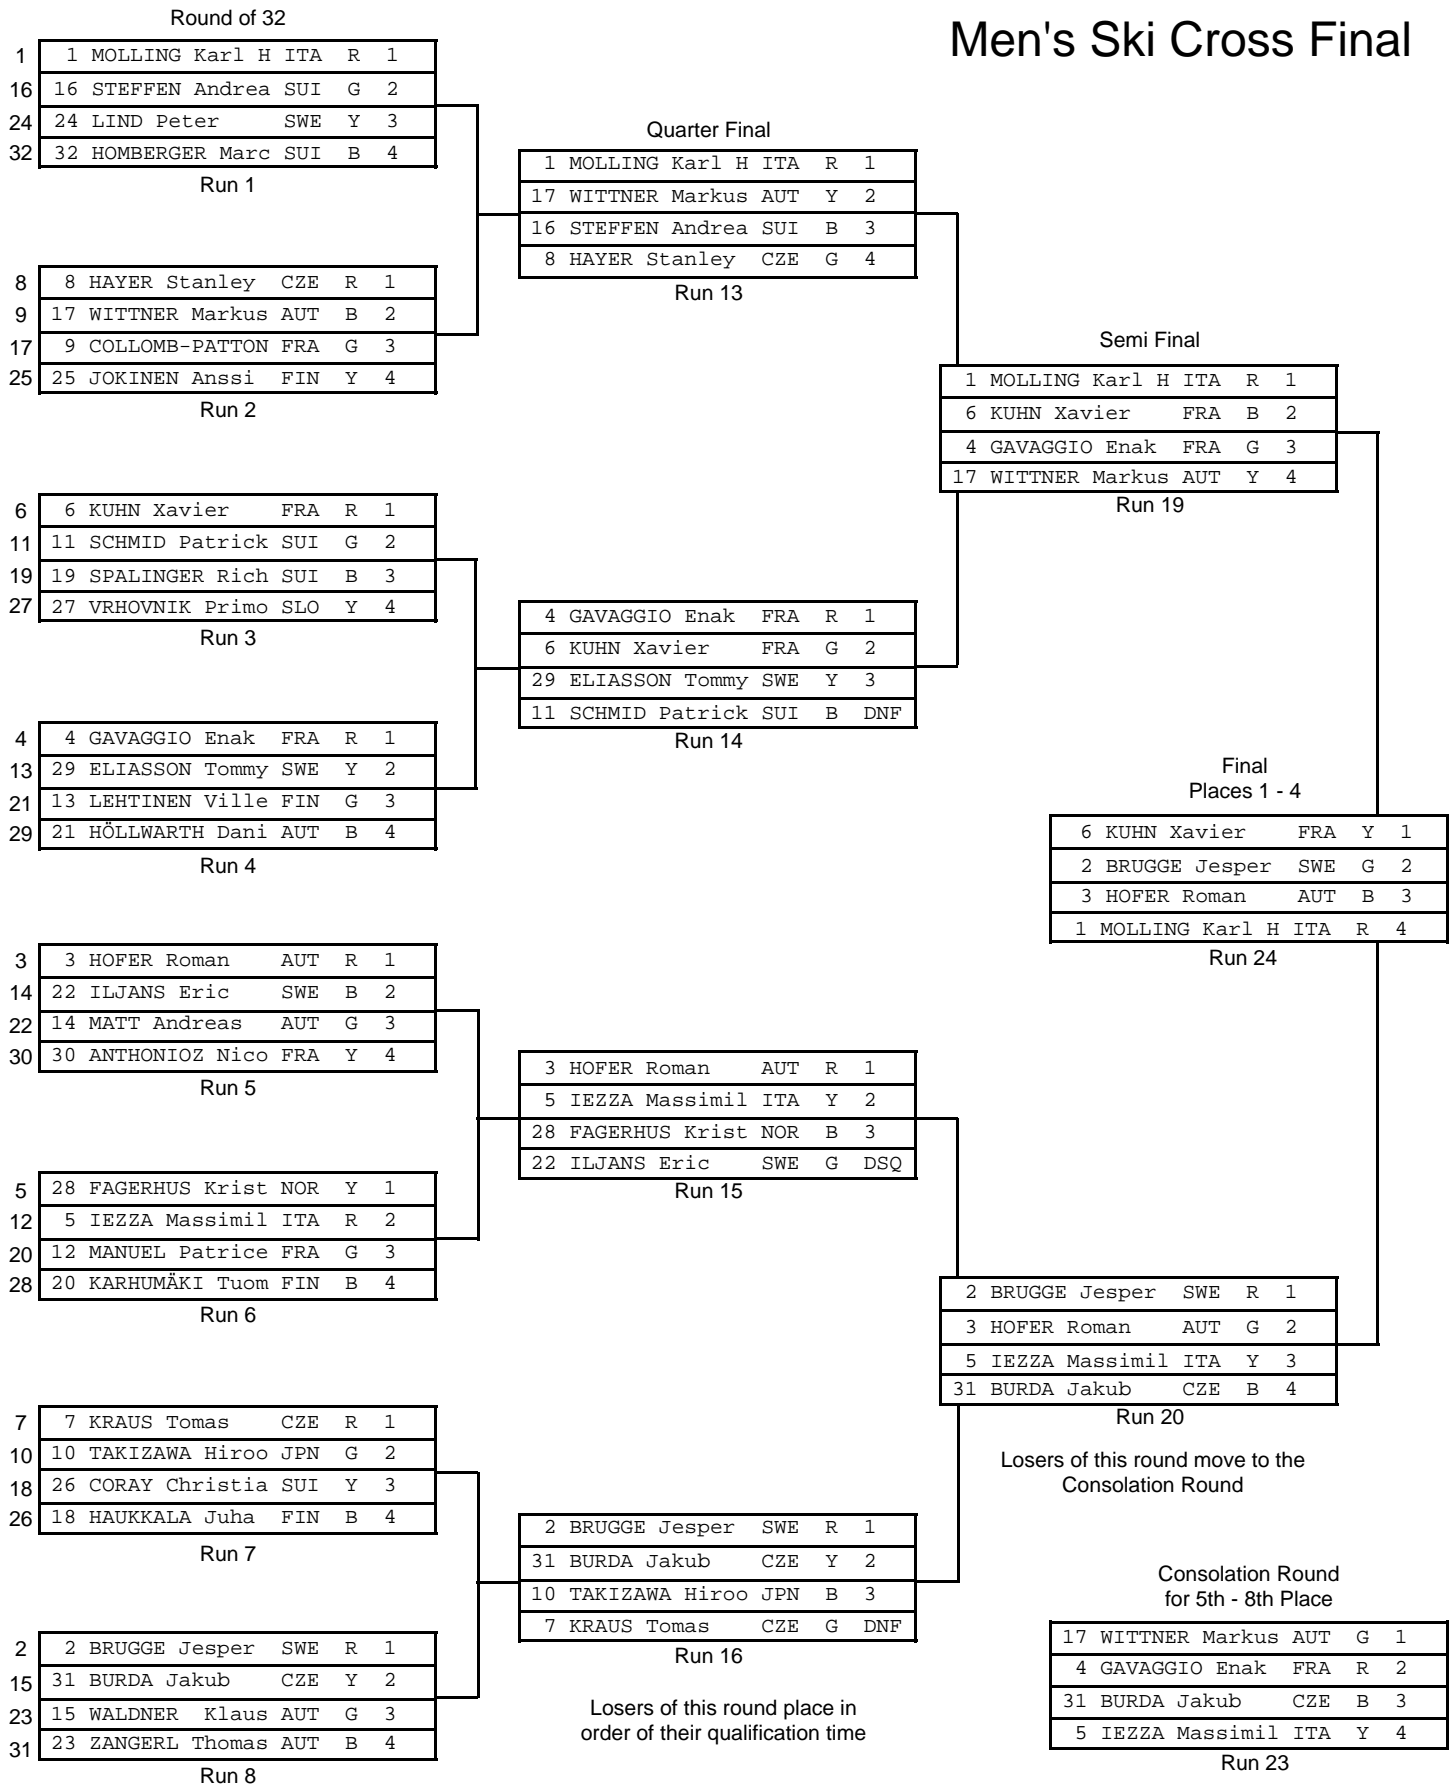 Men's Ski Cross Final
Round of 32
1 1 MOLLING Karl H ITA R 1
16 16 STEFFEN Andrea SUI G 2
24 24 LIND Peter SWE Y 3
32 32 HOMBERGER Marc SUI B 4
Run 1
8 8 HAYER Stanley CZE R 1
9 17 WITTNER Markus AUT B 2
17 9 COLLOMB-PATTON FRA G 3
25 25 JOKINEN Anssi FIN Y 4
Run 2
6 6 KUHN Xavier FRA R 1
11 11 SCHMID Patrick SUI G 2
19 19 SPALINGER Rich SUI B 3
27 27 VRHOVNIK Primo SLO Y 4
Run 3
4 4 GAVAGGIO Enak FRA R 1
13 29 ELIASSON Tommy SWE Y 2
21 13 LEHTINEN Ville FIN G 3
29 21 HÖLLWARTH Dani AUT B 4
Run 4
3 3 HOFER Roman AUT R 1
14 22 ILJANS Eric SWE B 2
22 14 MATT Andreas AUT G 3
30 30 ANTHONIOZ Nico FRA Y 4
Run 5
5 28 FAGERHUS Krist NOR Y 1
12 5 IEZZA Massimil ITA R 2
20 12 MANUEL Patrice FRA G 3
28 20 KARHUMÄKI Tuom FIN B 4
Run 6
7 7 KRAUS Tomas CZE R 1
10 10 TAKIZAWA Hiroo JPN G 2
18 26 CORAY Christia SUI Y 3
26 18 HAUKKALA Juha FIN B 4
Run 7
2 2 BRUGGE Jesper SWE R 1
15 31 BURDA Jakub CZE Y 2
23 15 WALDNER Klaus AUT G 3
31 23 ZANGERL Thomas AUT B 4
Run 8
Quarter Final
1 MOLLING Karl H ITA R 1
17 WITTNER Markus AUT Y 2
16 STEFFEN Andrea SUI B 3
8 HAYER Stanley CZE G 4
Run 13
4 GAVAGGIO Enak FRA R 1
6 KUHN Xavier FRA G 2
29 ELIASSON Tommy SWE Y 3
11 SCHMID Patrick SUI B DNF
Run 14
3 HOFER Roman AUT R 1
5 IEZZA Massimil ITA Y 2
28 FAGERHUS Krist NOR B 3
22 ILJANS Eric SWE G DSQ
Run 15
2 BRUGGE Jesper SWE R 1
31 BURDA Jakub CZE Y 2
10 TAKIZAWA Hiroo JPN B 3
7 KRAUS Tomas CZE G DNF
Run 16
Losers of this round place in
order of their qualification time
Semi Final
1 MOLLING Karl H ITA R 1
6 KUHN Xavier FRA B 2
4 GAVAGGIO Enak FRA G 3
17 WITTNER Markus AUT Y 4
Run 19
2 BRUGGE Jesper SWE R 1
3 HOFER Roman AUT G 2
5 IEZZA Massimil ITA Y 3
31 BURDA Jakub CZE B 4
Run 20
Losers of this round move to the
Consolation Round
Final
Places 1 - 4
6 KUHN Xavier FRA Y 1
2 BRUGGE Jesper SWE G 2
3 HOFER Roman AUT B 3
1 MOLLING Karl H ITA R 4
Run 24
Consolation Round
for 5th - 8th Place
17 WITTNER Markus AUT G 1
4 GAVAGGIO Enak FRA R 2
31 BURDA Jakub CZE B 3
5 IEZZA Massimil ITA Y 4
Run 23